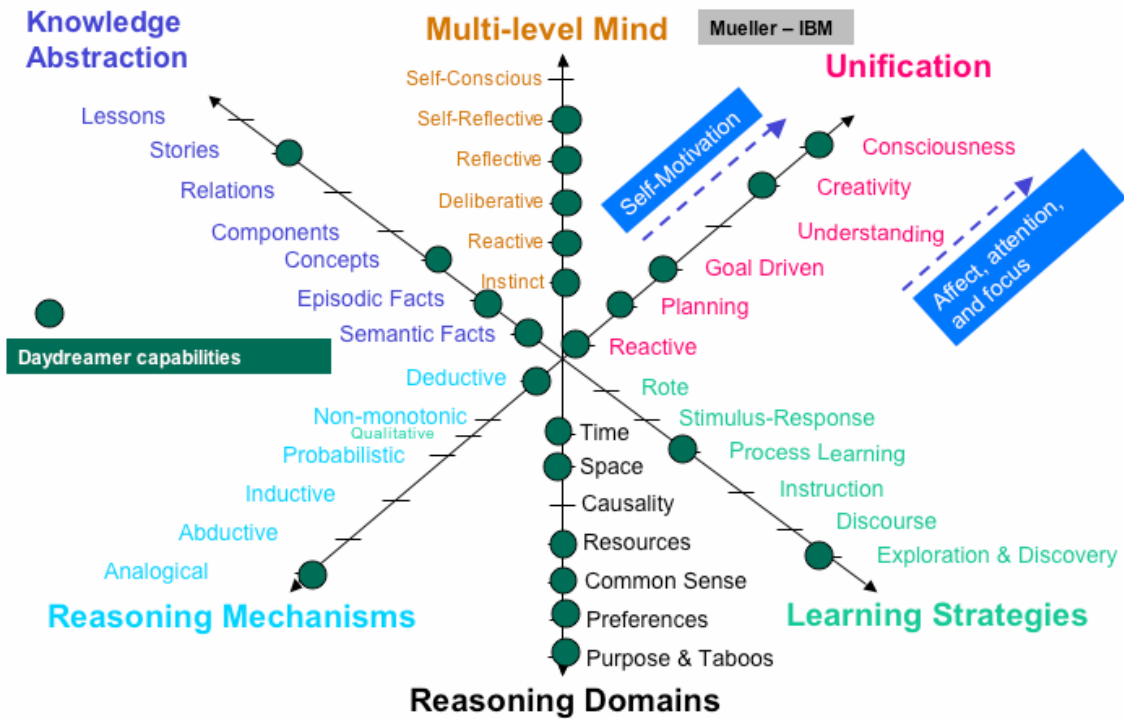 Knowledge
Abstraction
Multi-level Mind
Mueller – IBM
Unification
Self-Conscious
Lessons
Self-Reflective
Stories
Reflective
Relations
Deliberative
Components
Reactive
Concepts
Instinct
Episodic Facts
Semantic Facts
Self-Motivation
Consciousness
Creativity
Understanding
Goal Driven
Planning
Reactive
Affect, attention,
and focus
Daydreamer capabilities
Deductive
Non-monotonic
Qualitative
Probabilistic
Inductive
Abductive
Analogical
Reasoning Mechanisms
Time
Space
Causality
Resources
Common Sense
Preferences
Purpose & Taboos
Reasoning Domains
Rote
Stimulus-Response
Process Learning
Instruction
Discourse
Exploration & Discovery
Learning Strategies